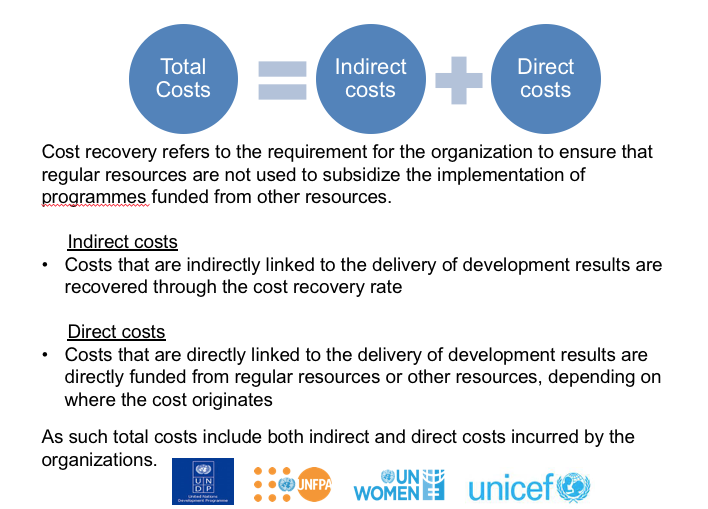 Total
Costs
Indirect
costs
Direct
costs
Cost recovery refers to the requirement for the organization to ensure that
regular resources are not used to subsidize the implementation of
programmes funded from other resources.
Indirect costs
• Costs that are indirectly linked to the delivery of development results are
recovered through the cost recovery rate
Direct costs
• Costs that are directly linked to the delivery of development results are
directly funded from regular resources or other resources, depending on
where the cost originates
As such total costs include both indirect and direct costs incurred by the
organizations.
U N
D P
United Nations
Development Programme
UNFPA
UN
WOMEN
unicef